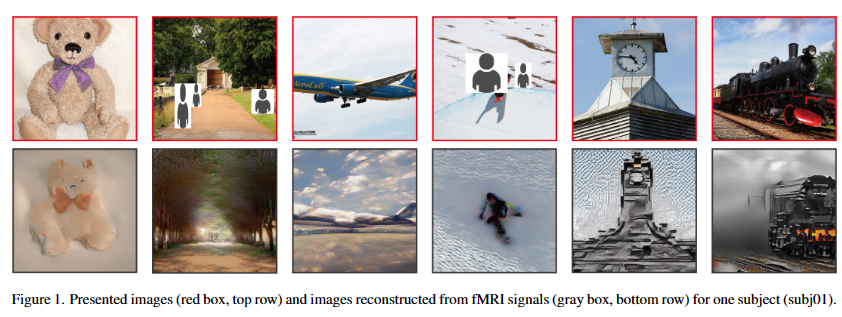 AeroCali
Figure 1. Presented images (red box, top row) and images reconstructed from fMRI signals (gray box, bottom row) for one subject (subj01).